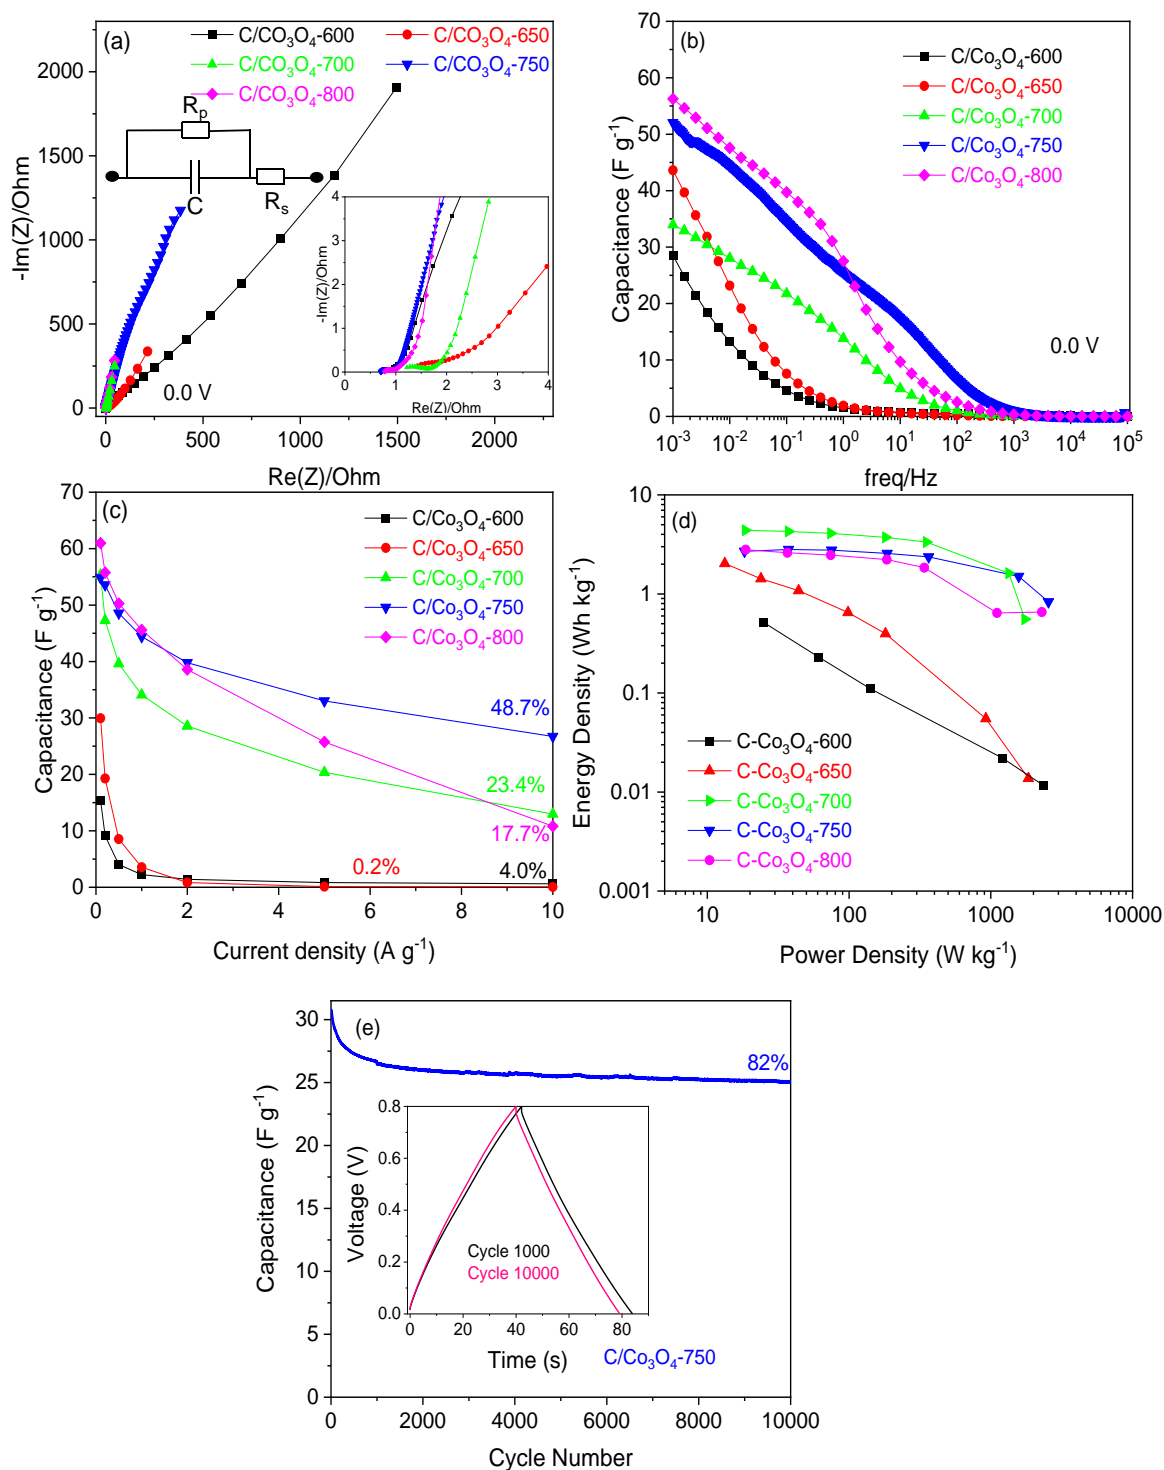 (a)
C/CO₃O₄-600
C/CO₃O₄-650
C/CO₃O₄-700
C/CO₃O₄-750
C/CO₃O₄-800
Rp
C
Rs
0.0 V
-Im(Z)/Ohm
2000
1500
1000
500
0
0 500 1000 1500 2000
Re(Z)/Ohm
-Im(Z)/Ohm
4
3
2
1
0
0 1 2 3 4
Re(Z)/Ohm
(b)
C/Co₃O₄-600
C/Co₃O₄-650
C/Co₃O₄-700
C/Co₃O₄-750
C/Co₃O₄-800
0.0 V
Capacitance (F g⁻¹)
70
60
50
40
30
20
10
0
10⁻³ 10⁻² 10⁻¹ 10⁰ 10¹ 10² 10³ 10⁴ 10⁵
freq/Hz
(c)
C/Co₃O₄-600
C/Co₃O₄-650
C/Co₃O₄-700
C/Co₃O₄-750
C/Co₃O₄-800
48.7%
23.4%
17.7%
0.2%
4.0%
Capacitance (F g⁻¹)
70
60
50
40
30
20
10
0
0 2 4 6 8 10
Current density (A g⁻¹)
(d)
C-Co₃O₄-600
C-Co₃O₄-650
C-Co₃O₄-700
C-Co₃O₄-750
C-Co₃O₄-800
Energy Density (Wh kg⁻¹)
10
1
0.1
0.01
0.001
10 100 1000 10000
Power Density (W kg⁻¹)
(e)
82%
Capacitance (F g⁻¹)
30
25
20
15
10
5
0
0 2000 4000 6000 8000 10000
Cycle Number
Voltage (V)
0.8
0.6
0.4
0.2
0.0
Cycle 1000
Cycle 10000
0 20 40 60 80
Time (s)
C/Co₃O₄-750